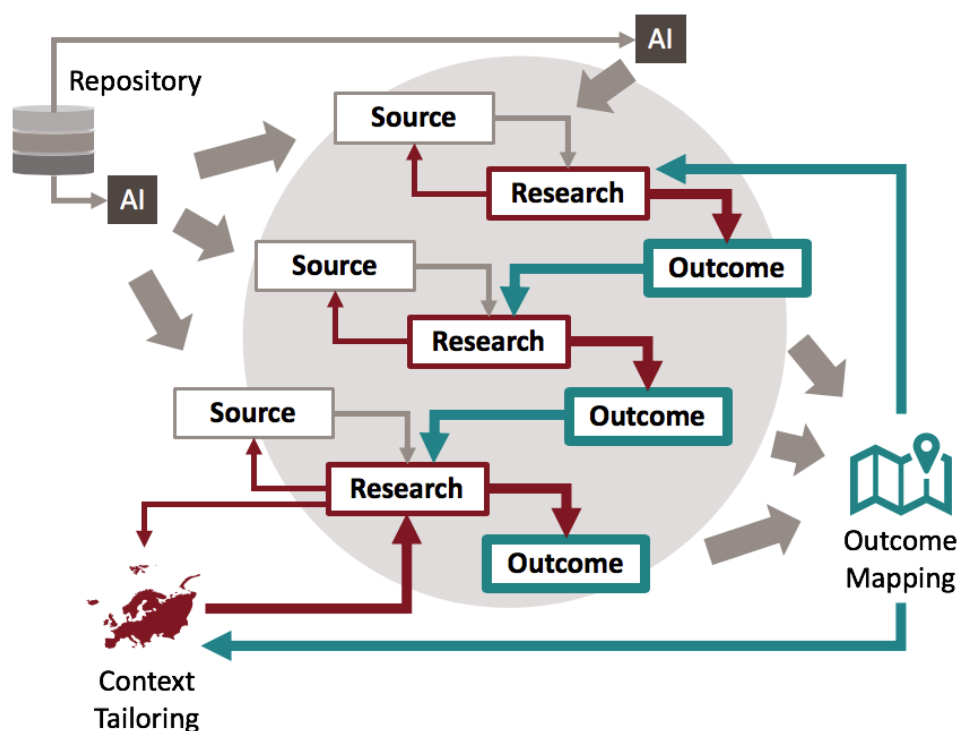 AI
Repository
Source
AI
Research
Source
Outcome
Research
Source
Outcome
Research
Outcome
Outcome
Mapping
Context
Tailoring